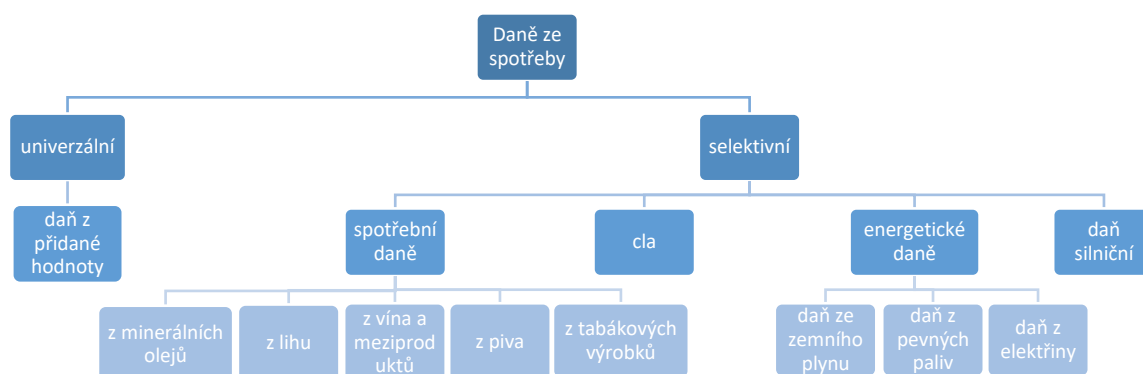 Daně ze
spotřeby
univerzální
selektivní
daň z
přidané
hodnoty
spotřební
daně
cla
energetické
daně
daň
silniční
z minerálních
olejů
z lihu
z vína a
meziprod
uktů
z piva
z tabákových
výrobků
daň ze
zemního
plynu
daň z
pevných
paliv
daň z
elektřiny